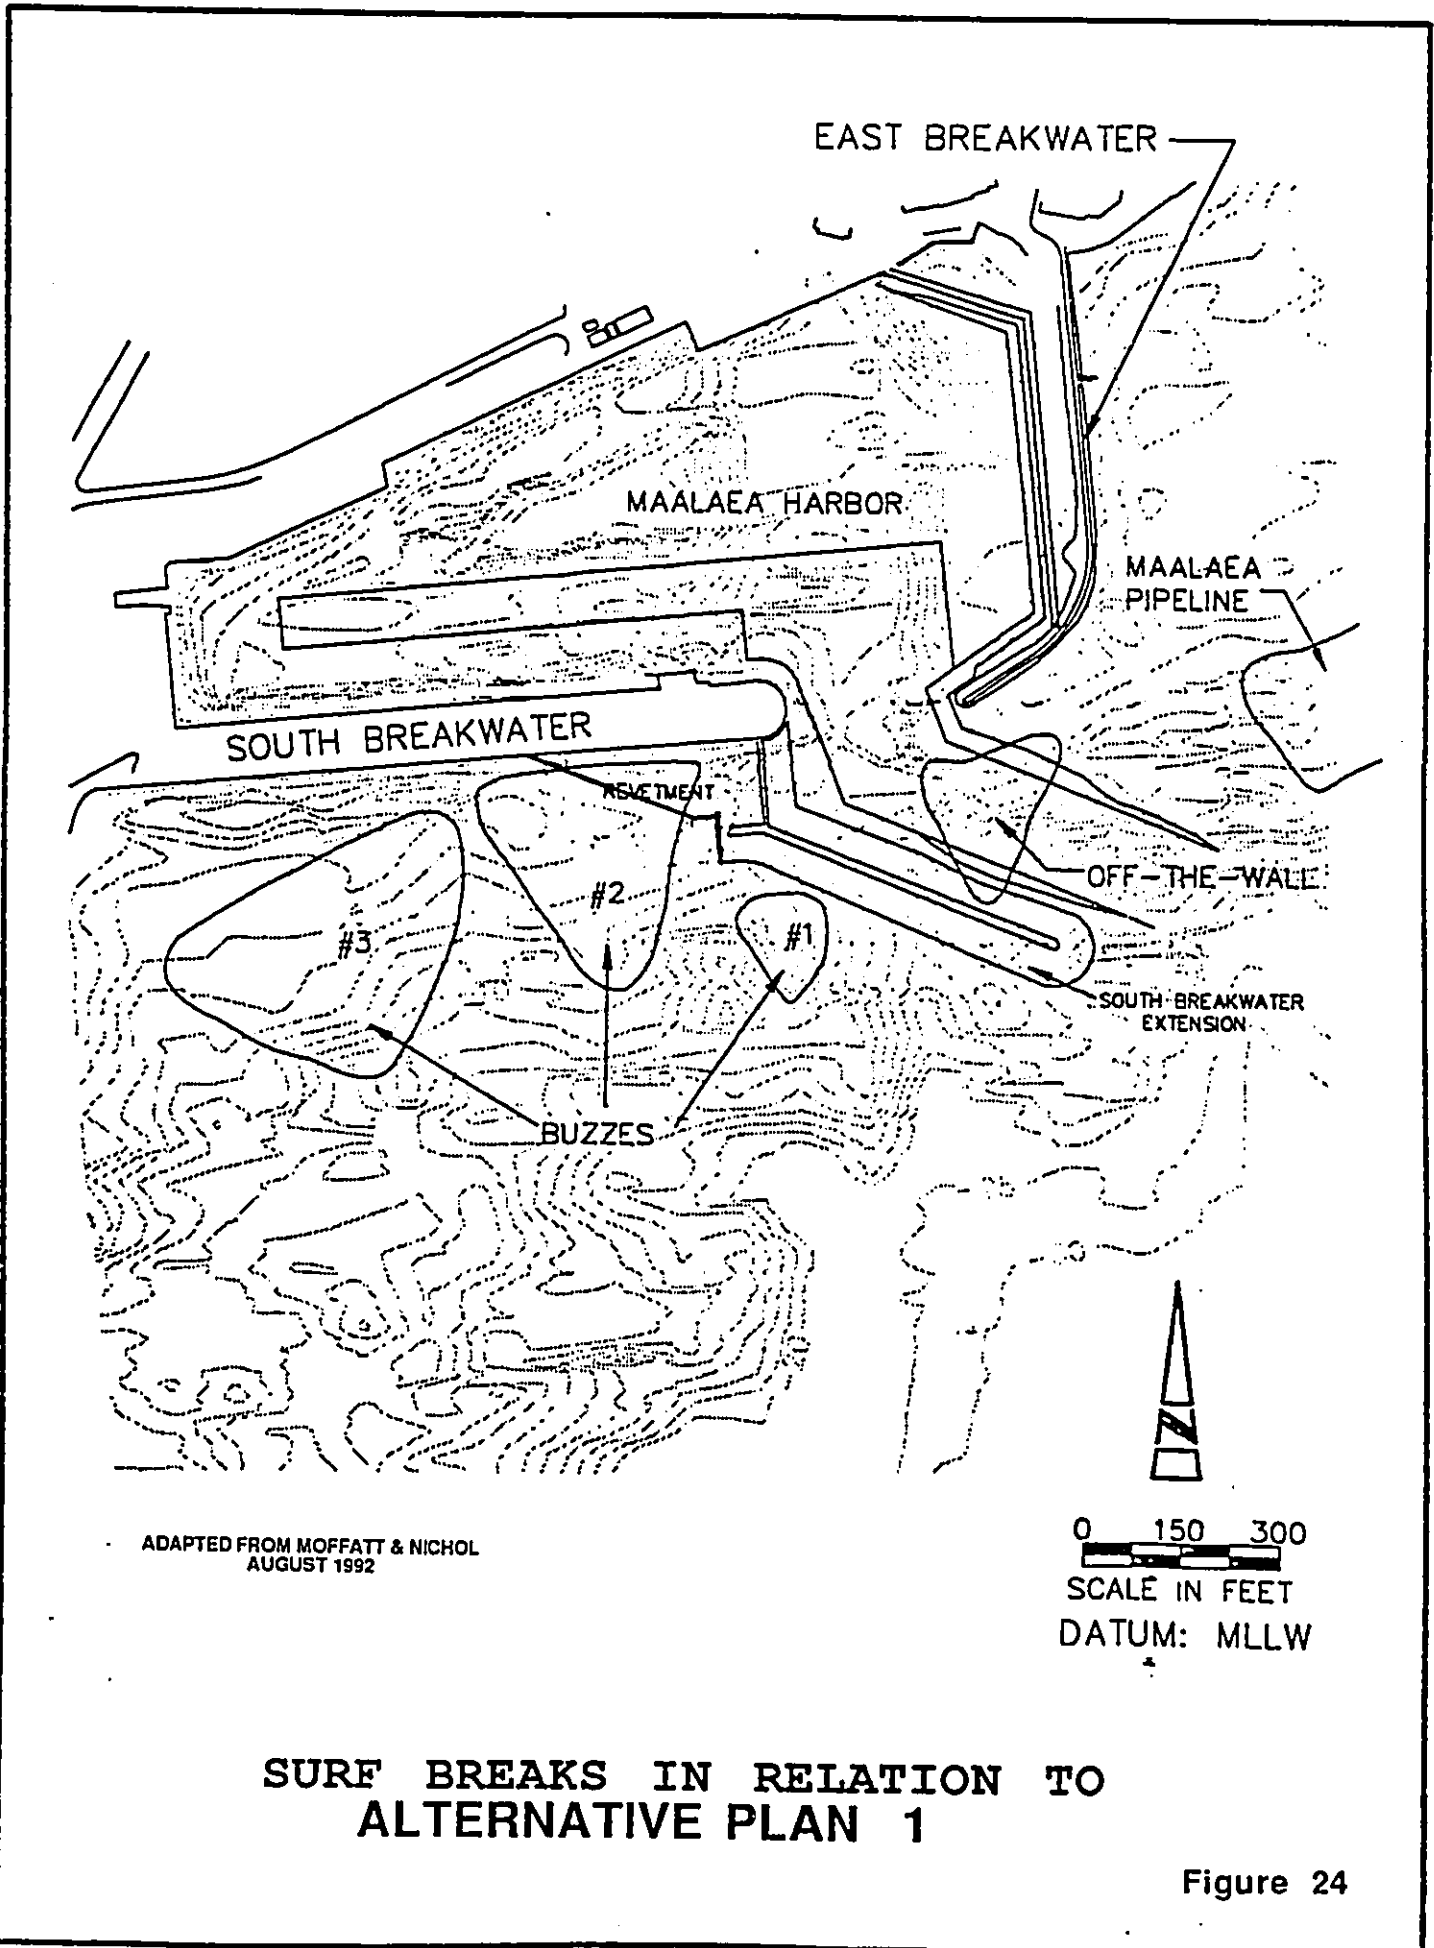 EAST BREAKWATER
MAALAEA HARBOR
MAALAEA
PIPELINE
SOUTH BREAKWATER
REVETMENT
OFF-THE-WALL
#2
#1
#3
SOUTH BREAKWATER
EXTENSION
BUZZES
N
ADAPTED FROM MOFFATT & NICHOL
AUGUST 1992
0 150 300
SCALE IN FEET
DATUM: MLLW
SURF BREAKS IN RELATION TO
ALTERNATIVE PLAN 1
Figure 24